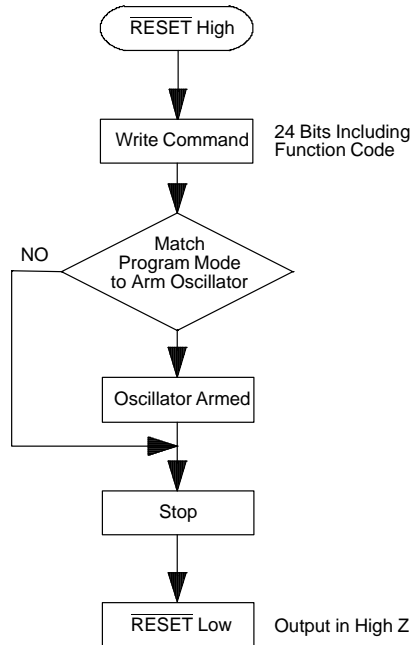 RESET High
Write Command
24 Bits Including
Function Code
NO
Match
Program Mode
to Arm Oscillator
Oscillator Armed
Stop
RESET Low
Output in High Z